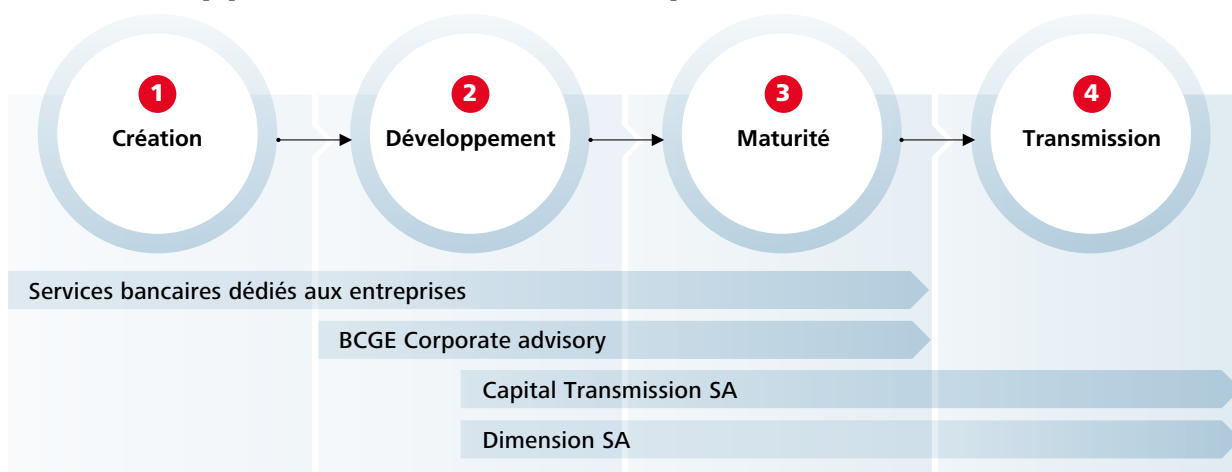 1
Création
2
Développement
3
Maturité
4
Transmission
Services bancaires dédiés aux entreprises
BCGE Corporate advisory
Capital Transmission SA
Dimension SA